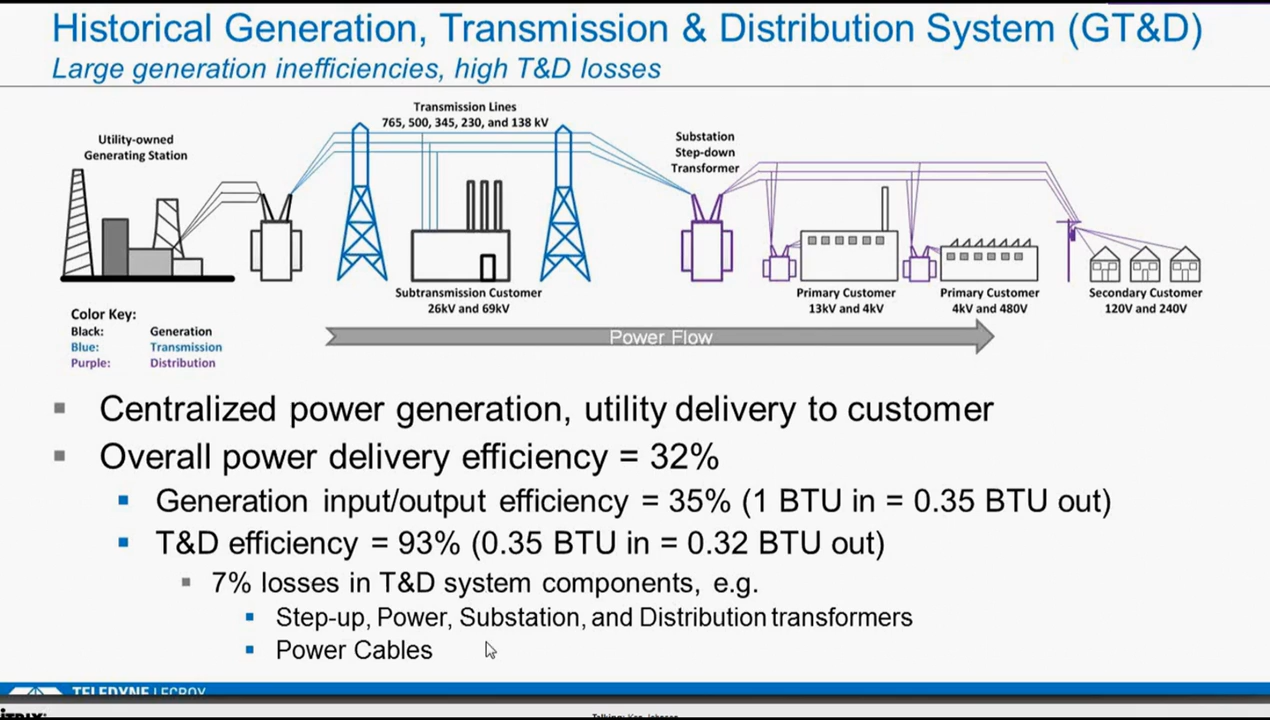 Historical Generation, Transmission & Distribution System (GT&D)
Large generation inefficiencies, high T&D losses
Transmission Lines
765, 500, 345, 230, and 138 kV
Utility-owned
Generating Station
Substation
Step-down
Transformer
Subtransmission Customer
26kV and 69kV
Primary Customer
13kV and 4kV
Primary Customer
4kV and 480V
Secondary Customer
120V and 240V
Color Key:
Black: Generation
Blue: Transmission
Purple: Distribution
Power Flow
Centralized power generation, utility delivery to customer
Overall power delivery efficiency = 32%
Generation input/output efficiency = 35% (1 BTU in = 0.35 BTU out)
T&D efficiency = 93% (0.35 BTU in = 0.32 BTU out)
7% losses in T&D system components, e.g.
Step-up, Power, Substation, and Distribution transformers
Power Cables
TELEDYNE LECROY